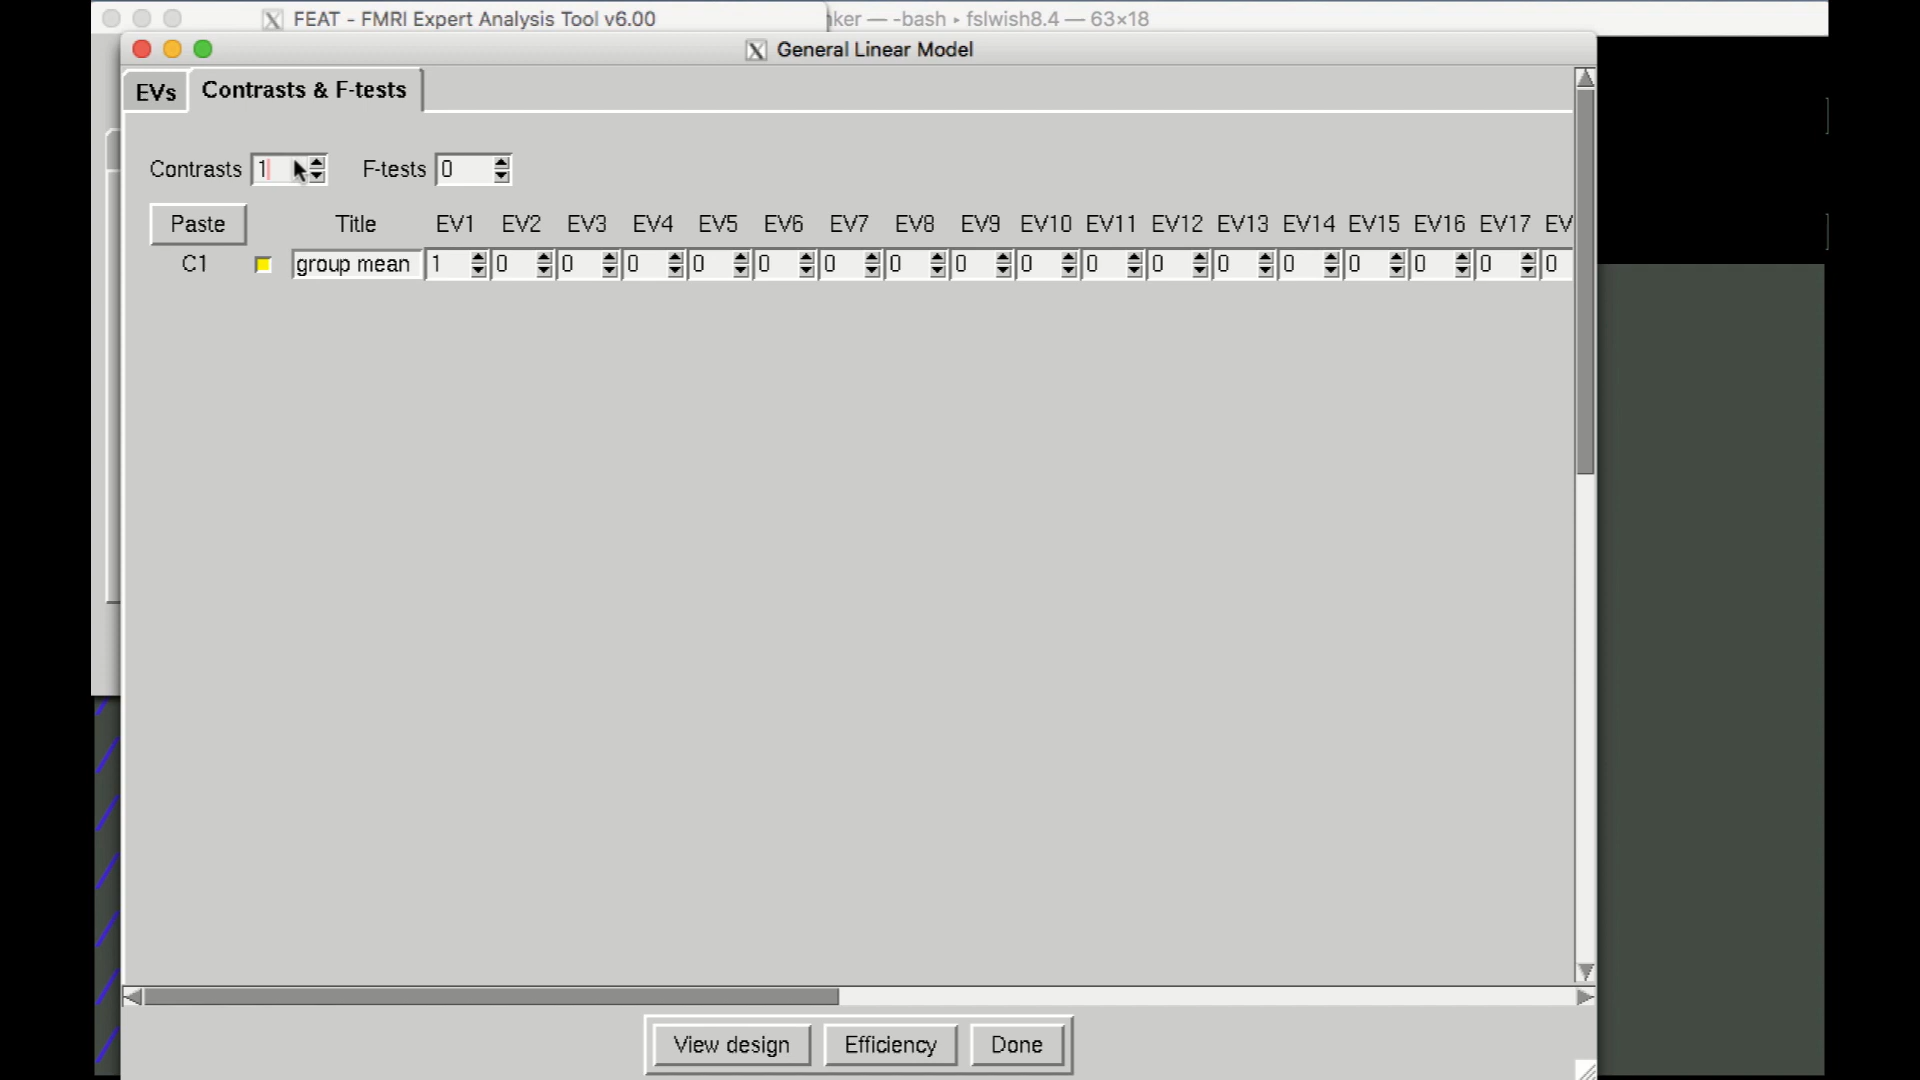 FEAT - FMRI Expert Analysis Tool v6.00
ker — -bash ▸ fslwish8.4 — 63×18
General Linear Model
EVs
Contrasts & F-tests
Contrasts 1 F-tests 0
Paste Title EV1 EV2 EV3 EV4 EV5 EV6 EV7 EV8 EV9 EV10 EV11 EV12 EV13 EV14 EV15 EV16 EV17 EV
C1 group mean 1 0 0 0 0 0 0 0 0 0 0 0 0 0 0 0 0 0
View design Efficiency Done